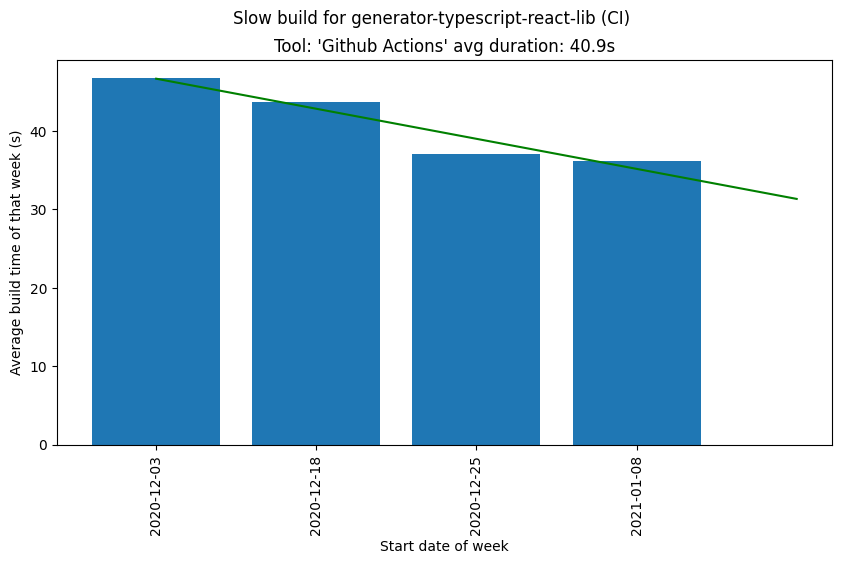 Slow build for generator-typescript-react-lib (CI)
Tool: 'Github Actions' avg duration: 40.9s
Average build time of that week (s)
40
30
20
10
0
2020-12-03
2020-12-18
2020-12-25
2021-01-08
Start date of week